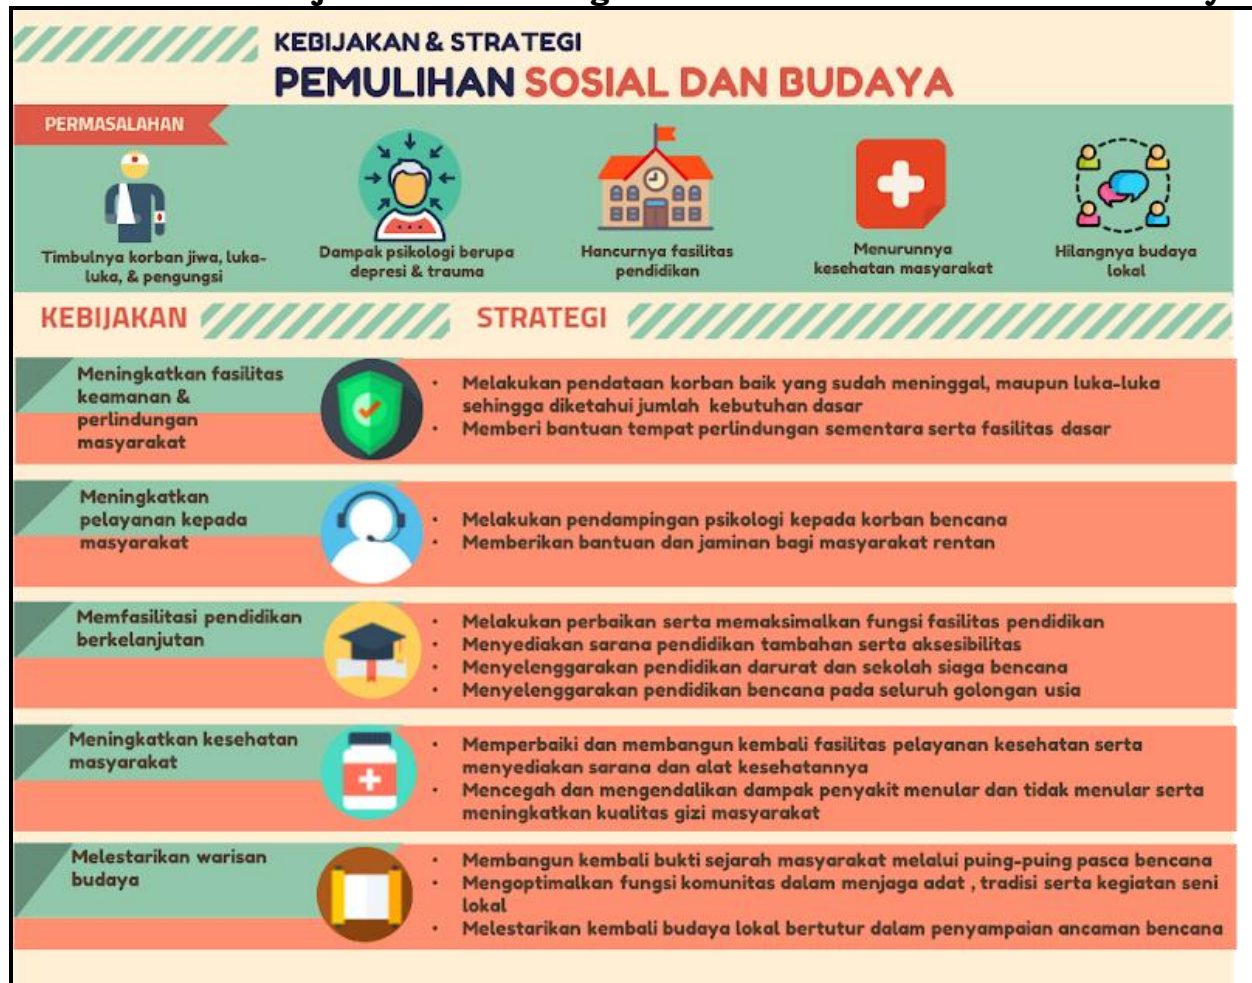 KEBIJAKAN & STRATEGI
PEMULIHAN SOSIAL DAN BUDAYA
PERMASALAHAN
Timbulnya korban jiwa, luka-
luka, & pengungsi
Dampak psikologi berupa
depresi & trauma
Hancurnya fasilitas
pendidikan
Menurunnya
kesehatan masyarakat
Hilangnya budaya
lokal
KEBIJAKAN
STRATEGI
Meningkatkan fasilitas
keamanan &
perlindungan
masyarakat
• Melakukan pendataan korban baik yang sudah meninggal, maupun luka-luka
sehingga diketahui jumlah kebutuhan dasar
• Memberi bantuan tempat perlindungan sementara serta fasilitas dasar
Meningkatkan
pelayanan kepada
masyarakat
• Melakukan pendampingan psikologi kepada korban bencana
• Memberikan bantuan dan jaminan bagi masyarakat rentan
Memfasilitasi pendidikan
berkelanjutan
• Melakukan perbaikan serta memaksimalkan fungsi fasilitas pendidikan
• Menyediakan sarana pendidikan tambahan serta aksesibilitas
• Menyelenggarakan pendidikan darurat dan sekolah siaga bencana
• Menyelenggarakan pendidikan bencana pada seluruh golongan usia
Meningkatkan kesehatan
masyarakat
• Memperbaiki dan membangun kembali fasilitas pelayanan kesehatan serta
menyediakan sarana dan alat kesehatannya
• Mencegah dan mengendalikan dampak penyakit menular dan tidak menular serta
meningkatkan kualitas gizi masyarakat
Melestarikan warisan
budaya
• Membangun kembali bukti sejarah masyarakat melalui puing-puing pasca bencana
• Mengoptimalkan fungsi komunitas dalam menjaga adat , tradisi serta kegiatan seni
lokal
• Melestarikan kembali budaya lokal bertutur dalam penyampaian ancaman bencana